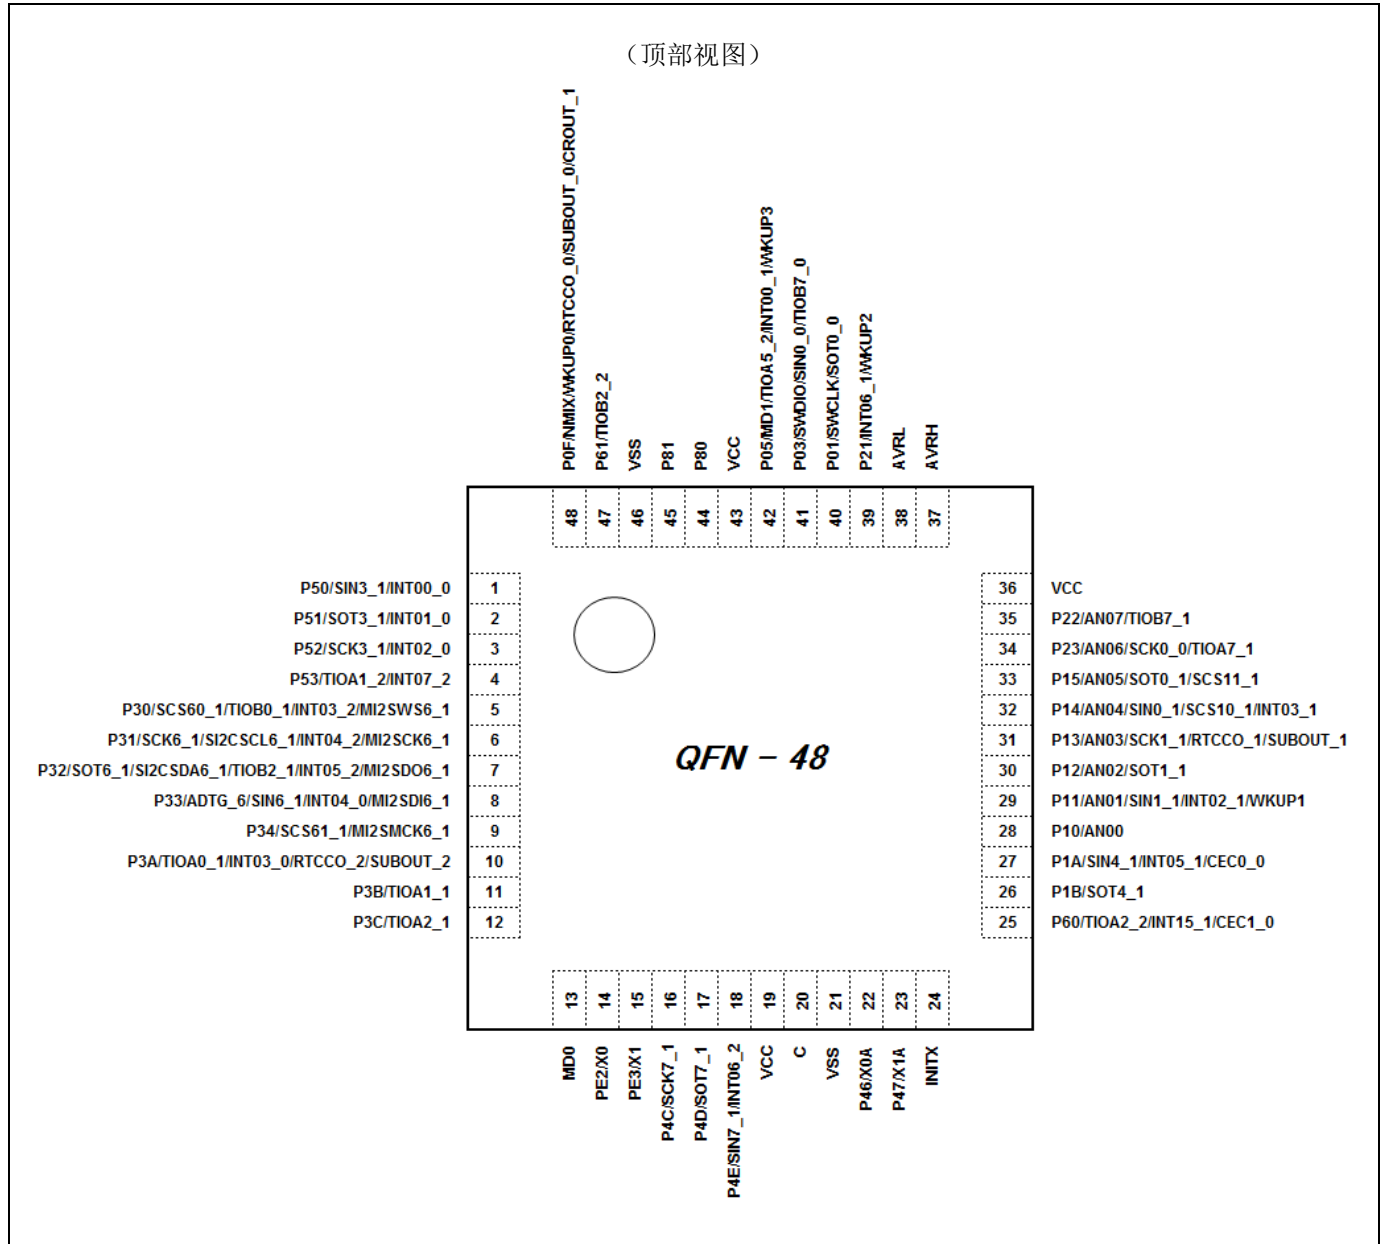 （顶部视图）
P0F/NMIX/WKUP0/RTCCO_0/SUBOUT_0/CROUT_1
P61/TIOB2_2
VSS
P81
P80
VCC
P05/MD1/TIOA5_2/INT00_1/WKUP3
P03/SWDIO/SIN0_0/TIOB7_0
P01/SWCLK/SOT0_0
P21/INT06_1/WKUP2
AVRL
AVRH
48
47
46
45
44
43
42
41
40
39
38
37
P50/SIN3_1/INT00_0 1
P51/SOT3_1/INT01_0 2
P52/SCK3_1/INT02_0 3
P53/TIOA1_2/INT07_2 4
P30/SCS60_1/TIOB0_1/INT03_2/MI2SWS6_1 5
P31/SCK6_1/SI2CSCL6_1/INT04_2/MI2SCK6_1 6
P32/SOT6_1/SI2CSDA6_1/TIOB2_1/INT05_2/MI2SDO6_1 7
P33/ADTG_6/SIN6_1/INT04_0/MI2SDI6_1 8
P34/SCS61_1/MI2SMCK6_1 9
P3A/TIOA0_1/INT03_0/RTCCO_2/SUBOUT_2 10
P3B/TIOA1_1 11
P3C/TIOA2_1 12
QFN - 48
36 VCC
35 P22/AN07/TIOB7_1
34 P23/AN06/SCK0_0/TIOA7_1
33 P15/AN05/SOT0_1/SCS11_1
32 P14/AN04/SIN0_1/SCS10_1/INT03_1
31 P13/AN03/SCK1_1/RTCCO_1/SUBOUT_1
30 P12/AN02/SOT1_1
29 P11/AN01/SIN1_1/INT02_1/WKUP1
28 P10/AN00
27 P1A/SIN4_1/INT05_1/CEC0_0
26 P1B/SOT4_1
25 P60/TIOA2_2/INT15_1/CEC1_0
13
14
15
16
17
18
19
20
21
22
23
24
MD0
PE2/X0
PE3/X1
P4C/SCK7_1
P4D/SOT7_1
P4E/SIN7_1/INT06_2
VCC
C
VSS
P46/X0A
P47/X1A
INITX